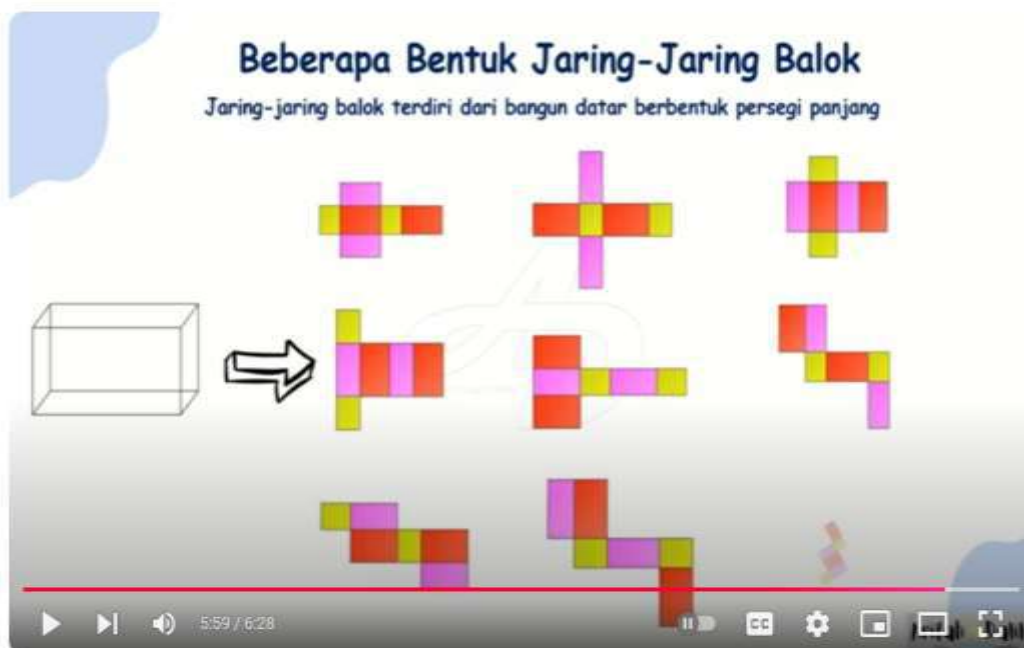 Beberapa Bentuk Jaring-Jaring Balok
Jaring-jaring balok terdiri dari bangun datar berbentuk persegi panjang
5:59 / 6:28
CC